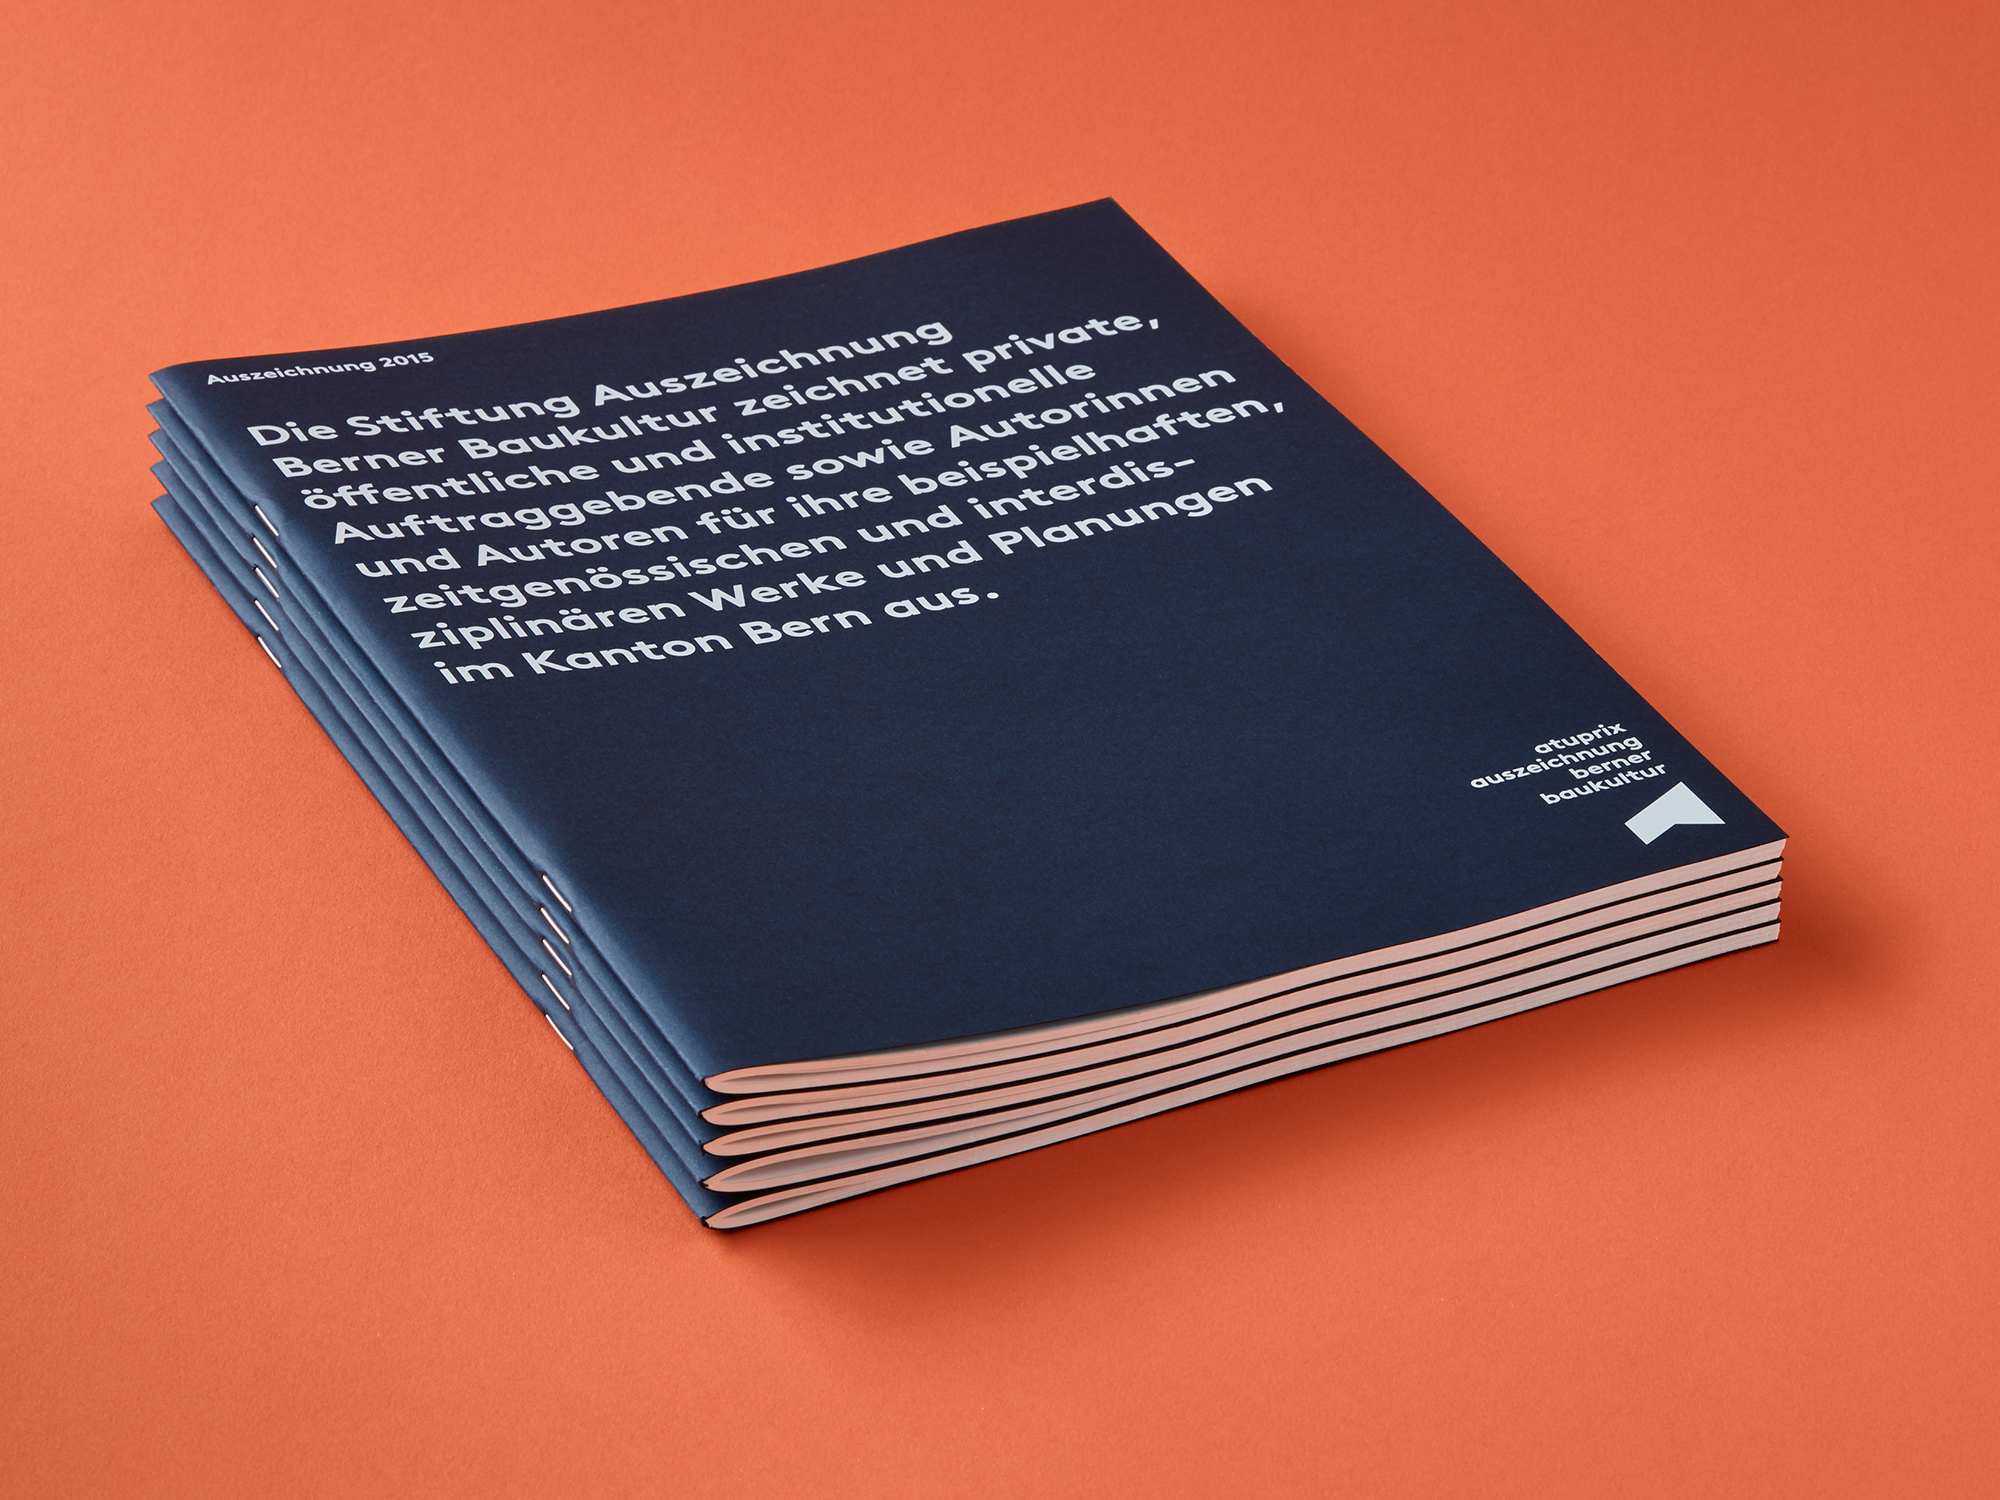 Auszeichnung 2015
Die Stiftung Auszeichnung
Berner Baukultur zeichnet private,
öffentliche und institutionelle
Auftraggebende sowie Autorinnen
und Autoren für ihre beispielhaften,
zeitgenössischen und interdis-
ziplinären Werke und Planungen
im Kanton Bern aus.
atuprix
auszeichnung
berner
baukultur